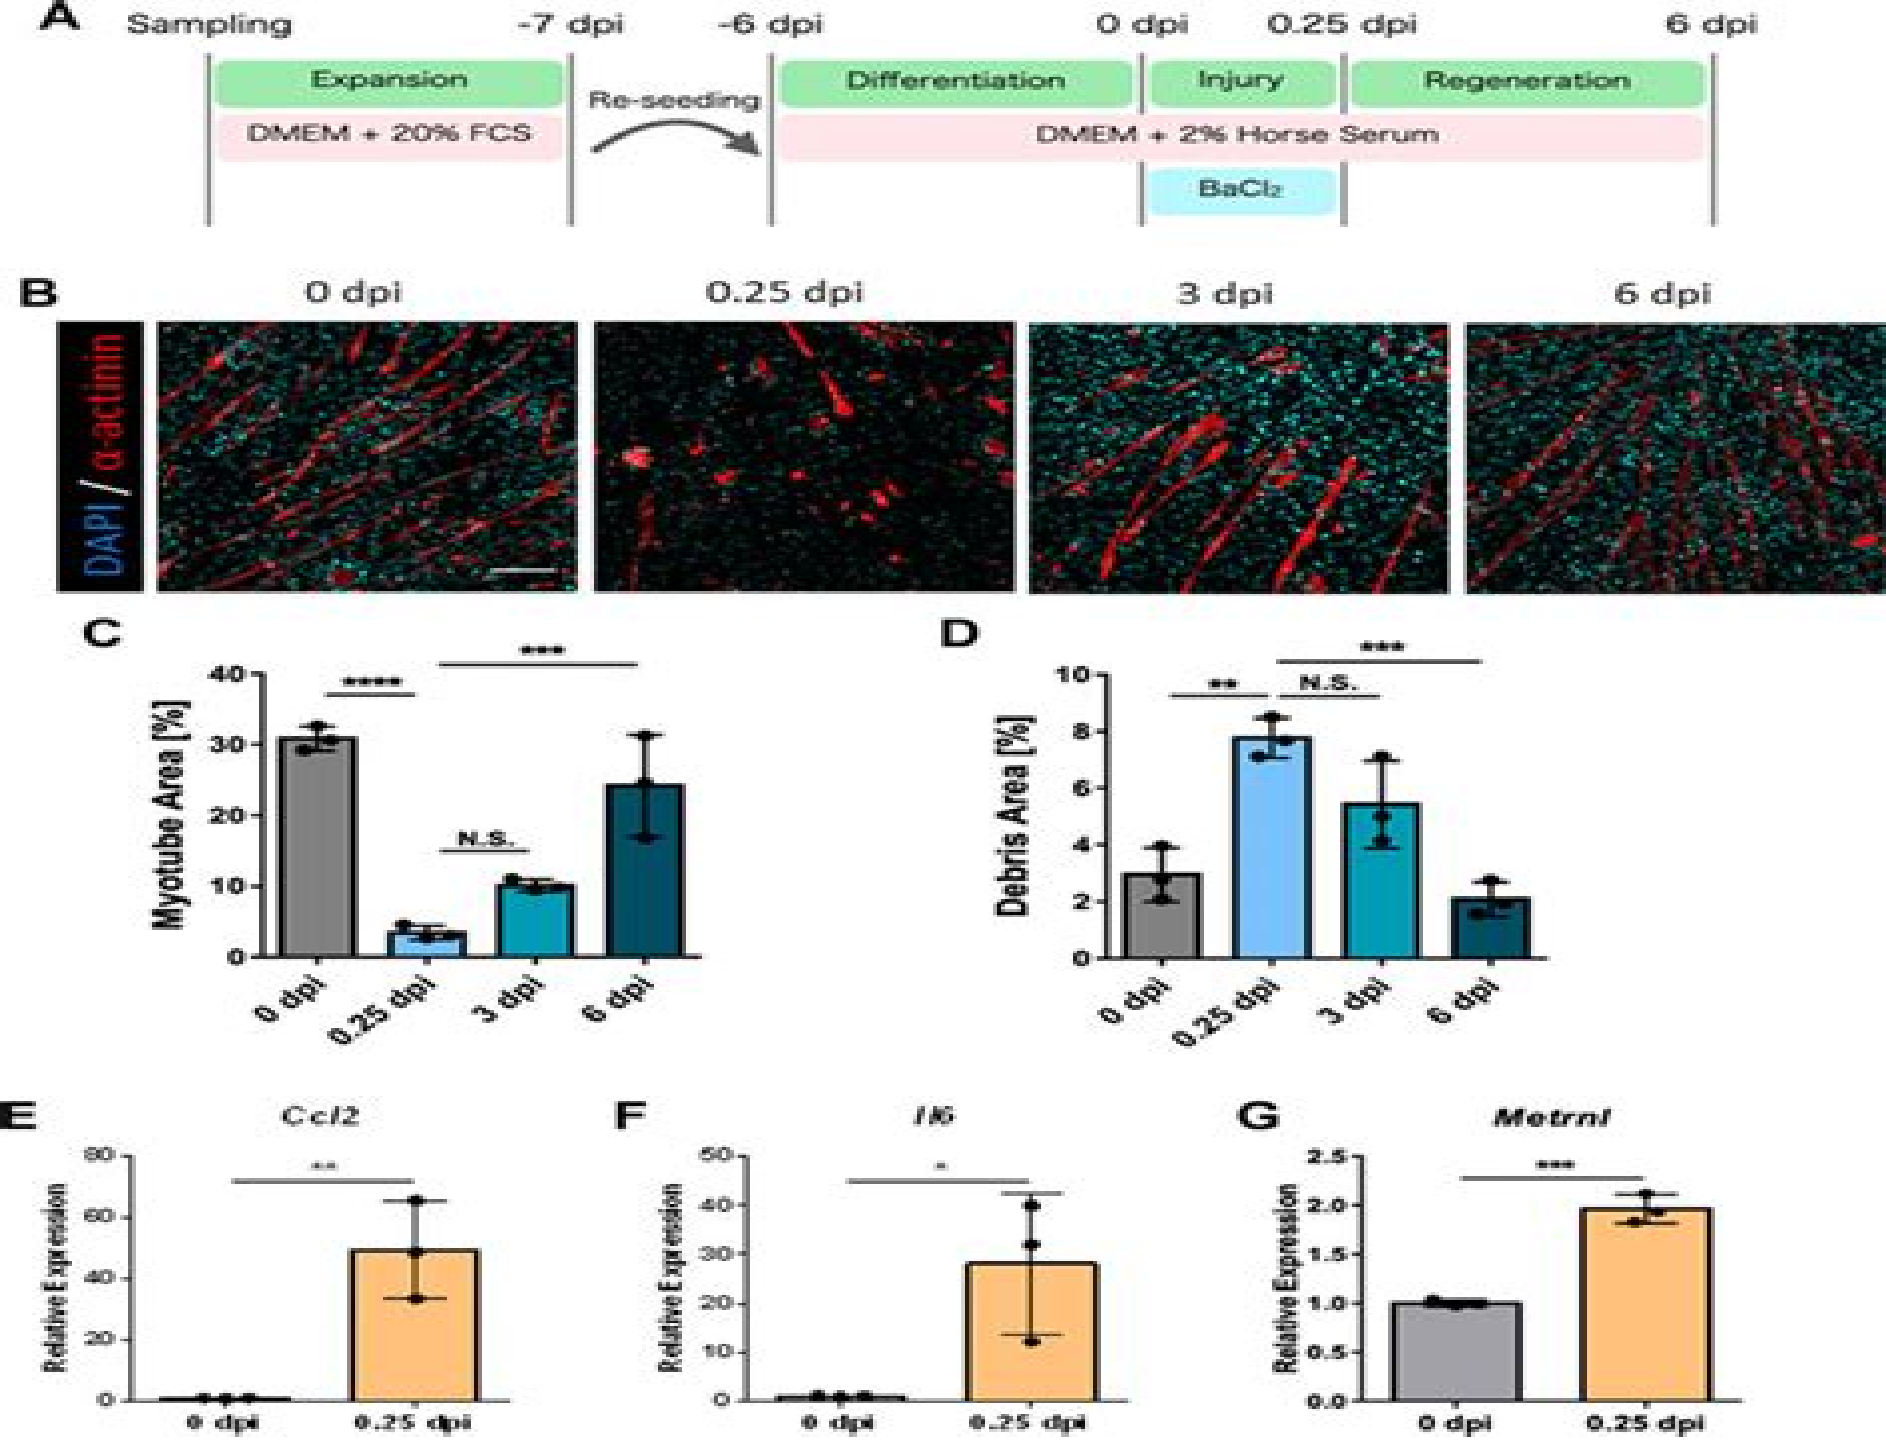 A
Sampling -7 dpi -6 dpi 0 dpi 0.25 dpi 6 dpi
Expansion Differentiation Injury Regeneration
Re-seeding
DMEM + 20% FCS DMEM + 2% Horse Serum
BaCl₂
B
0 dpi 0.25 dpi 3 dpi 6 dpi
DAPI / α-actinin
C
Myotube Area [%]
40
30
20
10
0
****
***
N.S.
0 dpi 0.25 dpi 3 dpi 6 dpi
D
Debris Area [%]
10
8
6
4
2
0
**
N.S.
***
0 dpi 0.25 dpi 3 dpi 6 dpi
E
Ccl2
Relative Expression
80
60
40
20
0
**
0 dpi 0.25 dpi
F
Il6
Relative Expression
50
40
30
20
10
0
*
0 dpi 0.25 dpi
G
Metrnl
Relative Expression
2.5
2.0
1.5
1.0
0.5
0.0
***
0 dpi 0.25 dpi